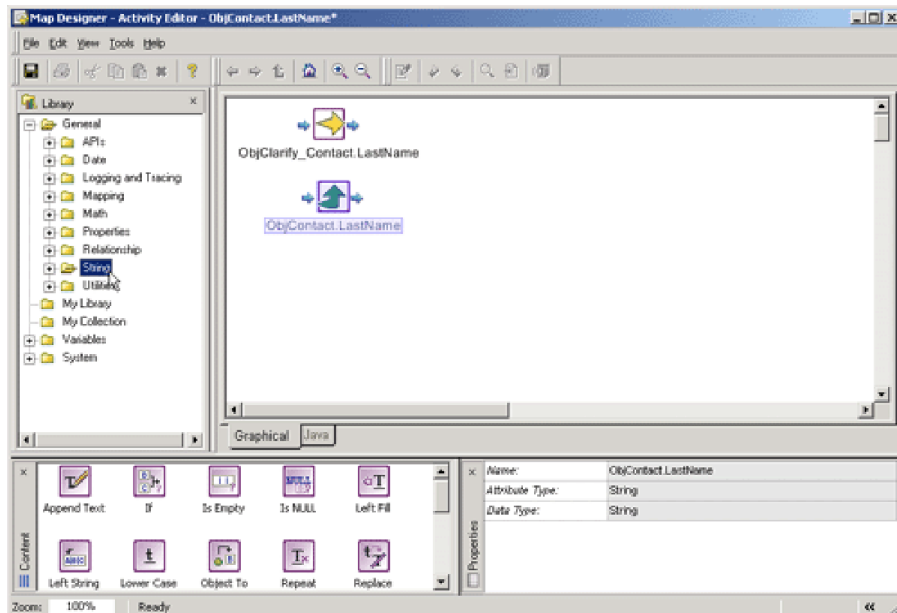 Map Designer - Activity Editor - ObjContact.LastName*
File Edit View Tools Help
Library
General
APIs
Date
Logging and Tracing
Mapping
Math
Properties
Relationship
String
Utilities
My Library
My Collection
Variables
System
ObjClarify_Contact.LastName
ObjContact.LastName
Graphical Java
Content
Append Text If Is Empty Is NULL Left Fill
Left String Lower Case Object To Repeat Replace
Properties
Name: ObjContact.LastName
Attribute Type: String
Data Type: String
Zoom: 100% Ready